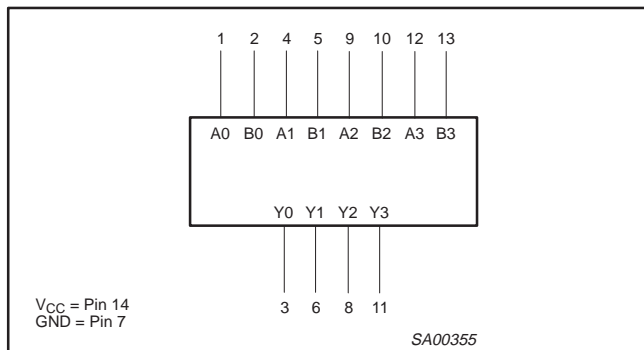 1 2 4 5 9 10 12 13
A0 B0 A1 B1 A2 B2 A3 B3
Y0 Y1 Y2 Y3
3 6 8 11
VCC = Pin 14
GND = Pin 7
SA00355